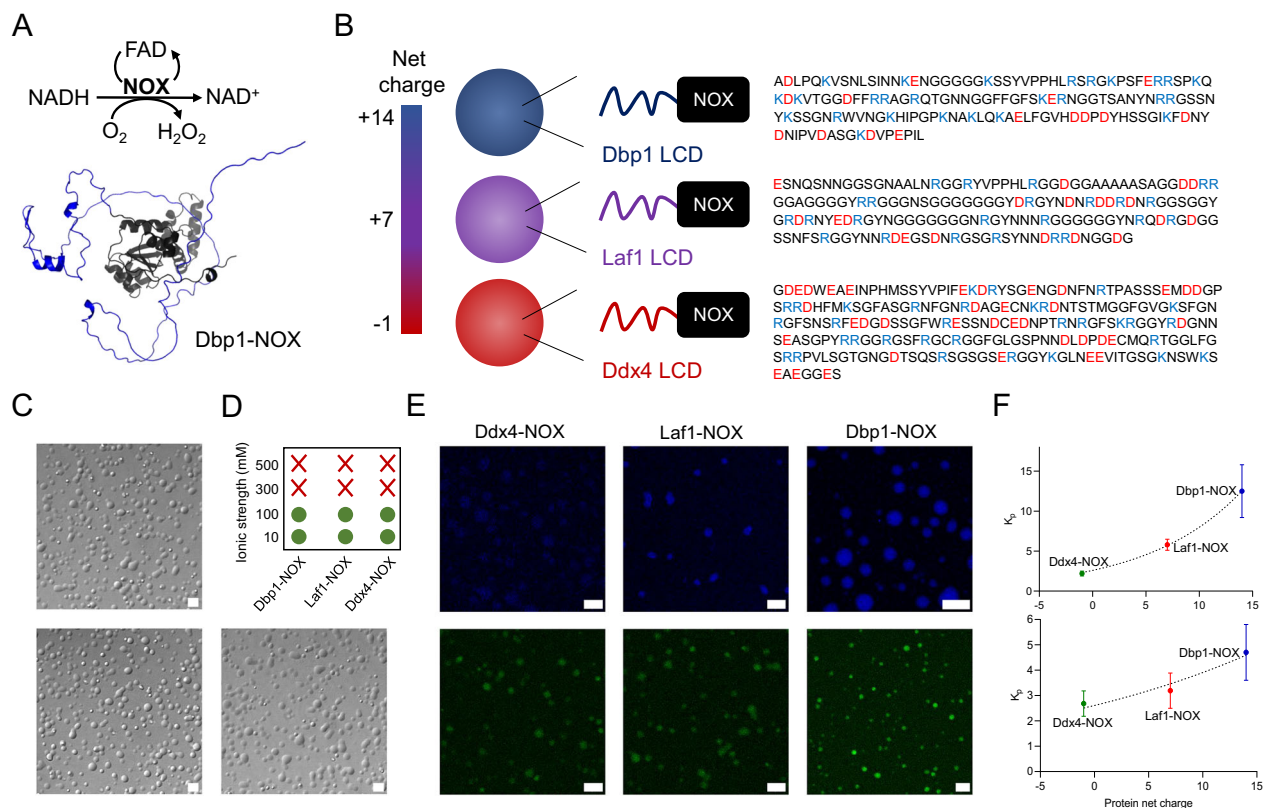 A
FAD
NOX
NADH
NAD⁺
O₂
H₂O₂
Dbp1-NOX
B
Net
charge
+14
+7
-1
NOX
Dbp1 LCD
ADLPQKVSNLSINNKENGGGGGKSSYVPPHLRSRGKPSFERRSPKQ
KDKVTGGDFFRRAGRQTGNNGGFFGFSKERNGGTSANYNRRGSSN
YKSSGNRWVNGKHIPGPKNAKLQKAELFGVHDDPDYHSSGIKFDNY
DNIPVDASGKDVPEPIL
NOX
Laf1 LCD
ESNQSNNGGSGNAALNRGGRYVPPHLRGGDGGAAAAASAGGDDRR
GGAGGGGYRRGGGNSGGGGGGGYDRGYNDNRDDRDNRGGSGGY
GRDRNYEDRGYNGGGGGGGNRGYNNNRGGGGGGYNRQDRGDGG
SSNFSRGGYNNRDEGSDNRGSGRSYNNDRRDNGGDG
NOX
Ddx4 LCD
GDEDWEAEINPHMSSYVPIFEKDRYSGENGDNFNRTPASSSEMDDGP
SRRDHFMKSGFASGRNFGNRDAGECNKRDNTSTMGGFGVGKSFGN
RGFSNSRFEDGDSSGFWRESSNDCEDNPTRNRGFSKRGGYRDGNN
SEASGPYRRGGRGSFRGCRGGFGLGSPNNDLDPDECMQRTGGLFG
SRRPVLSGTGNGDTSQSRSGSGSERGGYKGLNEEVITGSGKNSWKS
EAEGGES
C
D
Ionic strength (mM)
500
300
100
10
Dbp1-NOX
Laf1-NOX
Ddx4-NOX
E
Ddx4-NOX
Laf1-NOX
Dbp1-NOX
F
Kₚ
15
10
5
0
-5
0
5
10
15
Ddx4-NOX
Laf1-NOX
Dbp1-NOX
Kₚ
6
5
4
3
2
1
0
-5
0
5
10
15
Ddx4-NOX
Laf1-NOX
Dbp1-NOX
Protein net charge